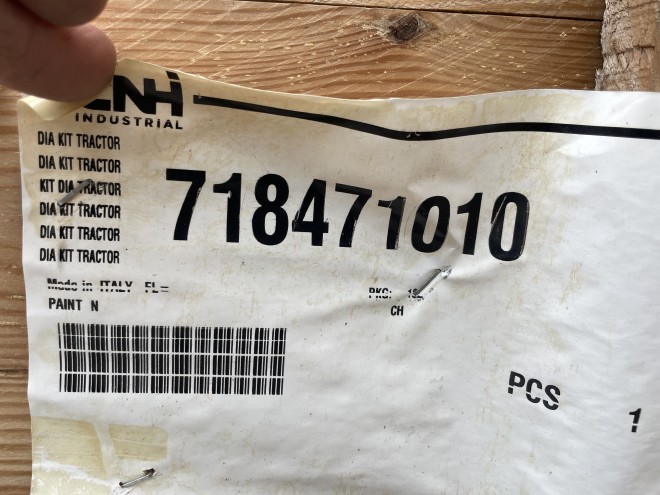 CNH
INDUSTRIAL
DIA KIT TRACTOR
DIA KIT TRACTOR
KIT DIA TRACTOR
DIA KIT TRACTOR
DIA KIT TRACTOR
DIA KIT TRACTOR
718471010
Made in ITALY FL=
PKG:
PAINT N
CH
PCS 1